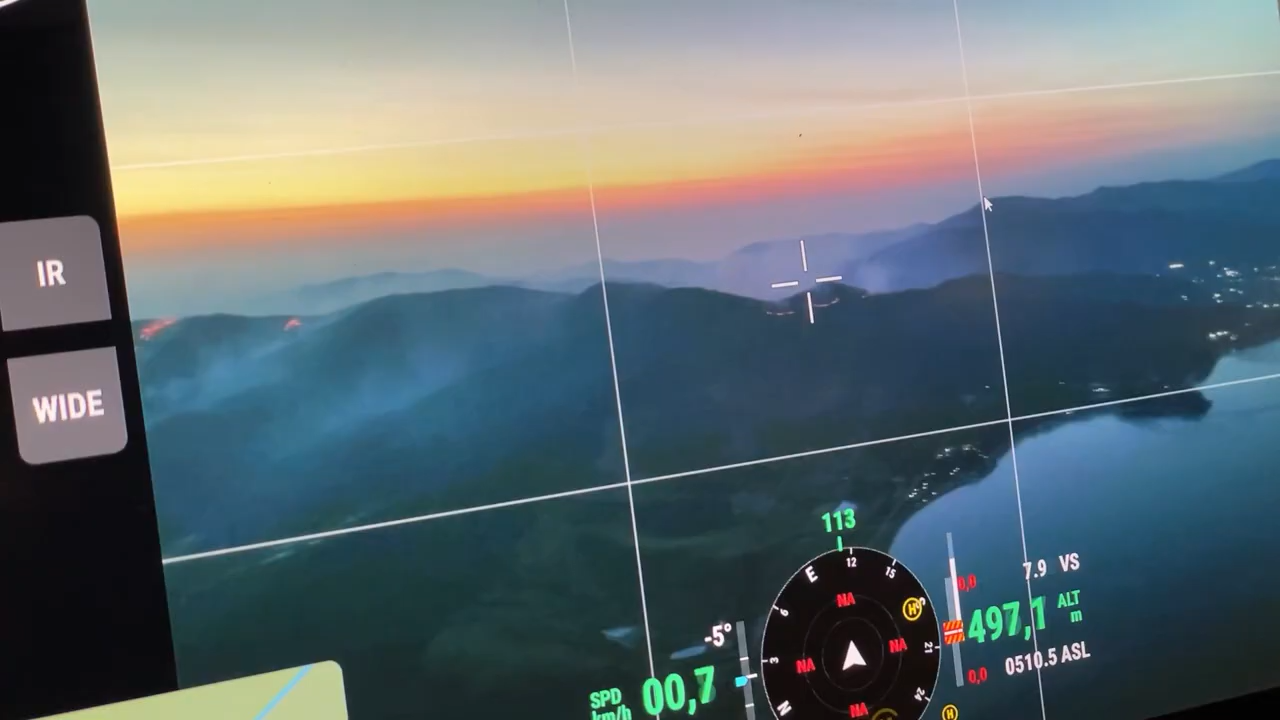 IR
WIDE
113
E
12
15
6
NA
H
3
NA
NA
21
N
NA
24
-5°
SPD
km/h
00,7
0,0
7.9 VS
497,1 ALT
m
0,0
0510.5 ASL
H